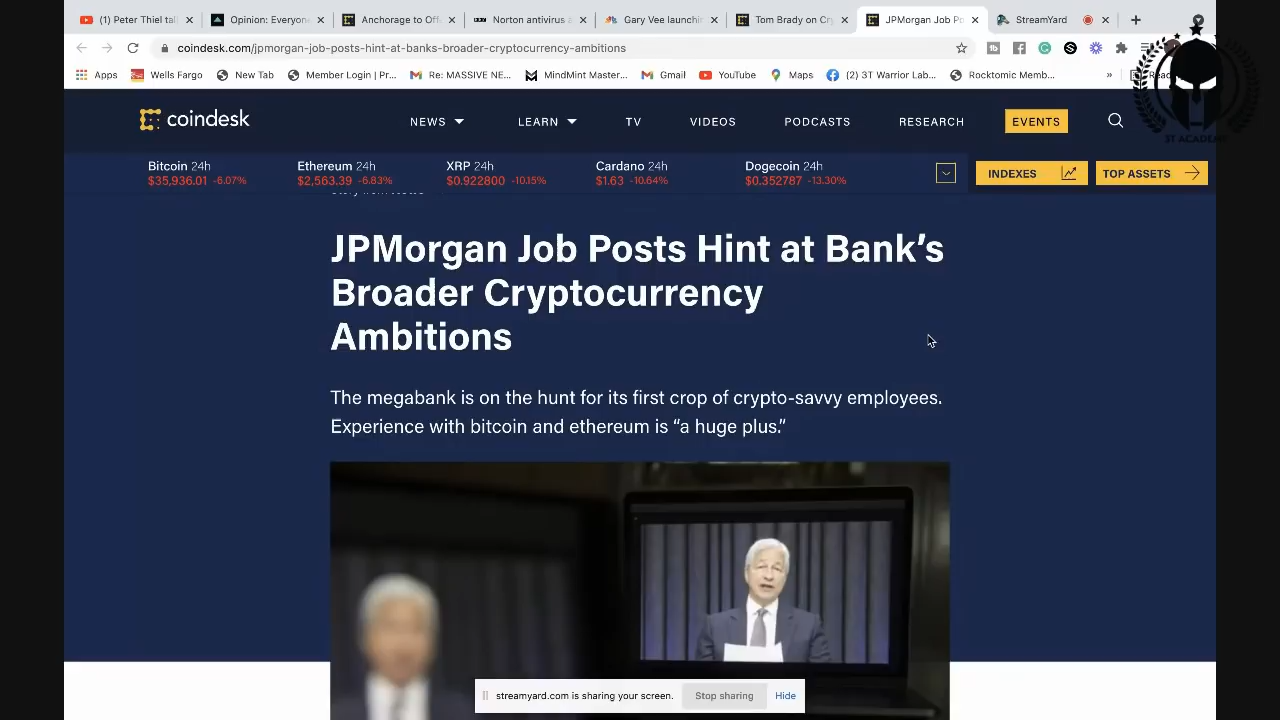 (1) Peter Thiel tal
Opinion: Everyone
Anchorage to Off
Norton antivirus a
Gary Vee launchi
Tom Brady on Cr
JPMorgan Job Po
StreamYard
coindesk.com/jpmorgan-job-posts-hint-at-banks-broader-cryptocurrency-ambitions
Apps
Wells Fargo
New Tab
Member Login | Pr...
Re: MASSIVE NE...
MindMint Master...
Gmail
YouTube
Maps
(2) 3T Warrior Lab...
Rocktomic Memb...
»
3T ACADEMY
coindesk
NEWS
LEARN
TV
VIDEOS
PODCASTS
RESEARCH
EVENTS
Bitcoin 24h
$35,936.01 -6.07%
Ethereum 24h
$2,563.39 -6.83%
XRP 24h
$0.922800 -10.15%
Cardano 24h
$1.63 -10.64%
Dogecoin 24h
$0.352787 -13.30%
INDEXES
TOP ASSETS
JPMorgan Job Posts Hint at Bank’s
Broader Cryptocurrency
Ambitions
The megabank is on the hunt for its first crop of crypto-savvy employees.
Experience with bitcoin and ethereum is “a huge plus.”
streamyard.com is sharing your screen.
Stop sharing
Hide